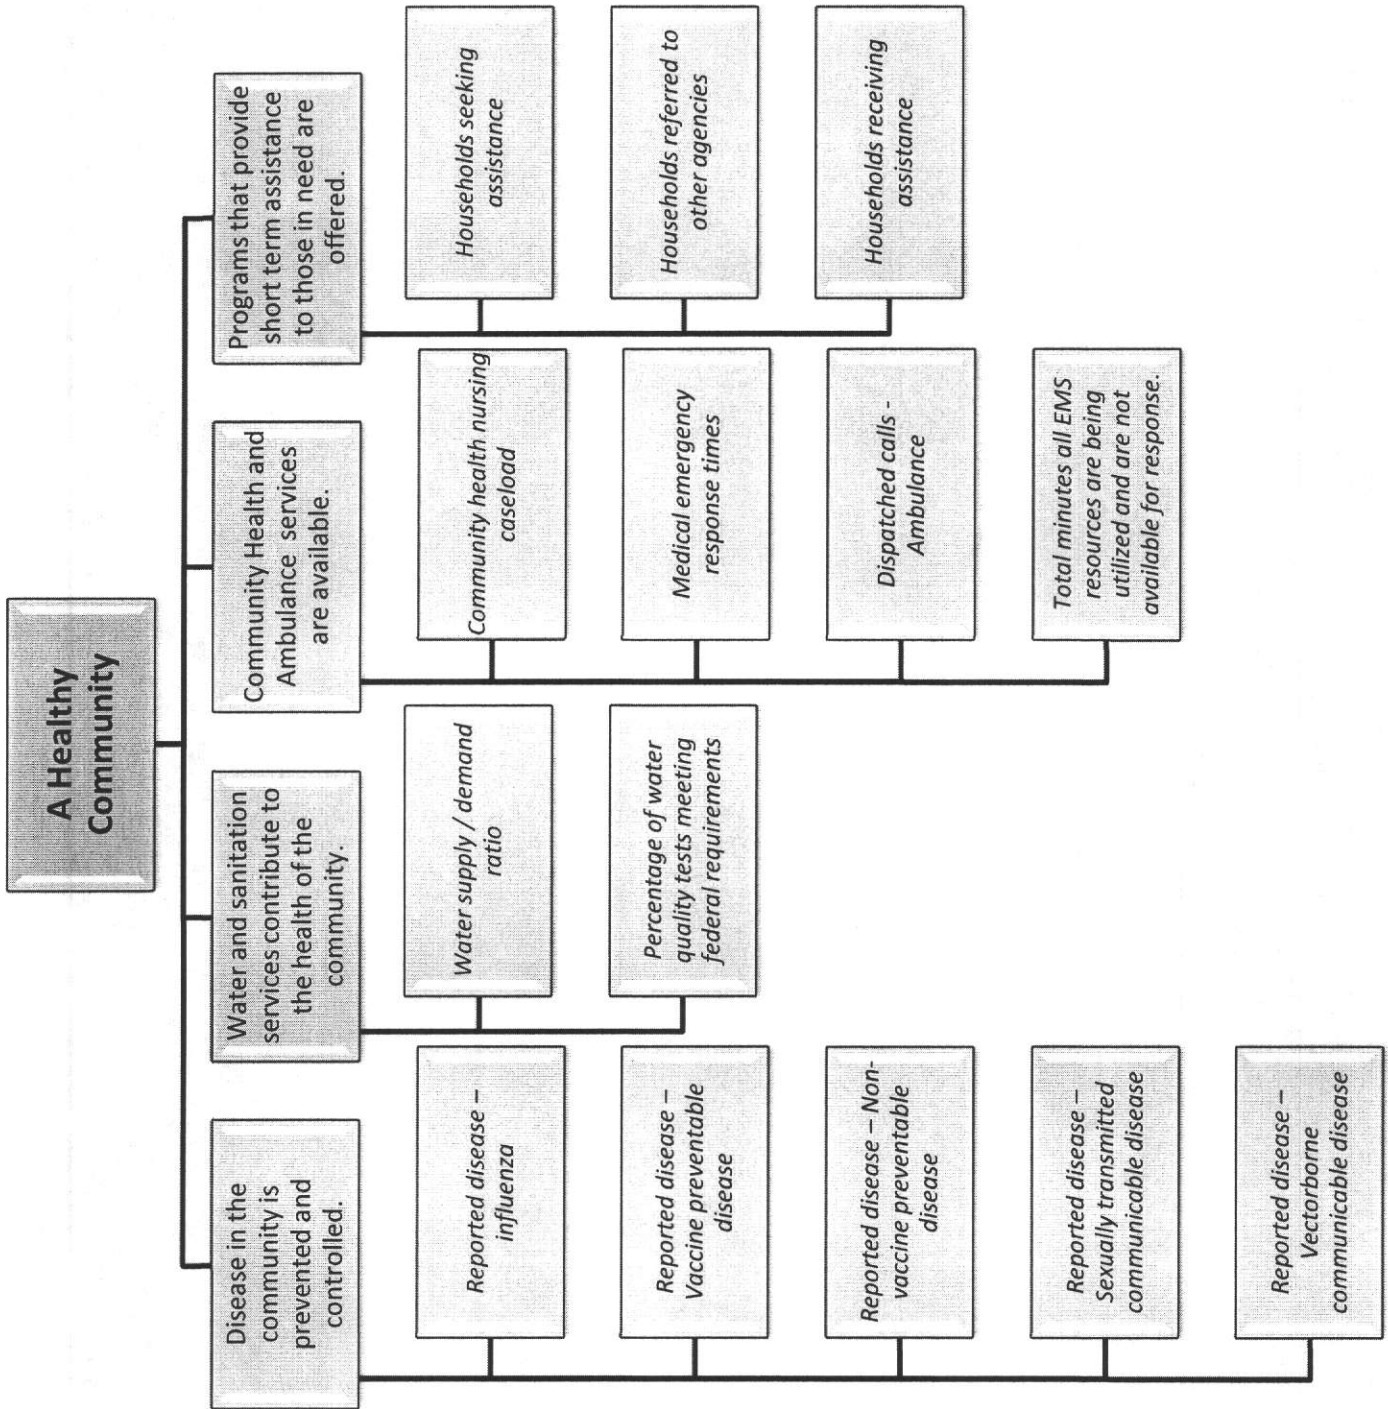 A Healthy
Community
Disease in the
community is
prevented and
controlled.
Reported disease –
influenza
Reported disease –
Vaccine preventable
disease
Reported disease – Non-
vaccine preventable
disease
Reported disease –
Sexually transmitted
communicable disease
Reported disease –
Vectorborne
communicable disease
Water and sanitation
services contribute to
the health of the
community.
Water supply / demand
ratio
Percentage of water
quality tests meeting
federal requirements
Community Health and
Ambulance services
are available.
Community health nursing
caseload
Medical emergency
response times
Dispatched calls -
Ambulance
Total minutes all EMS
resources are being
utilized and are not
available for response.
Programs that provide
short term assistance
to those in need are
offered.
Households seeking
assistance
Households referred to
other agencies
Households receiving
assistance